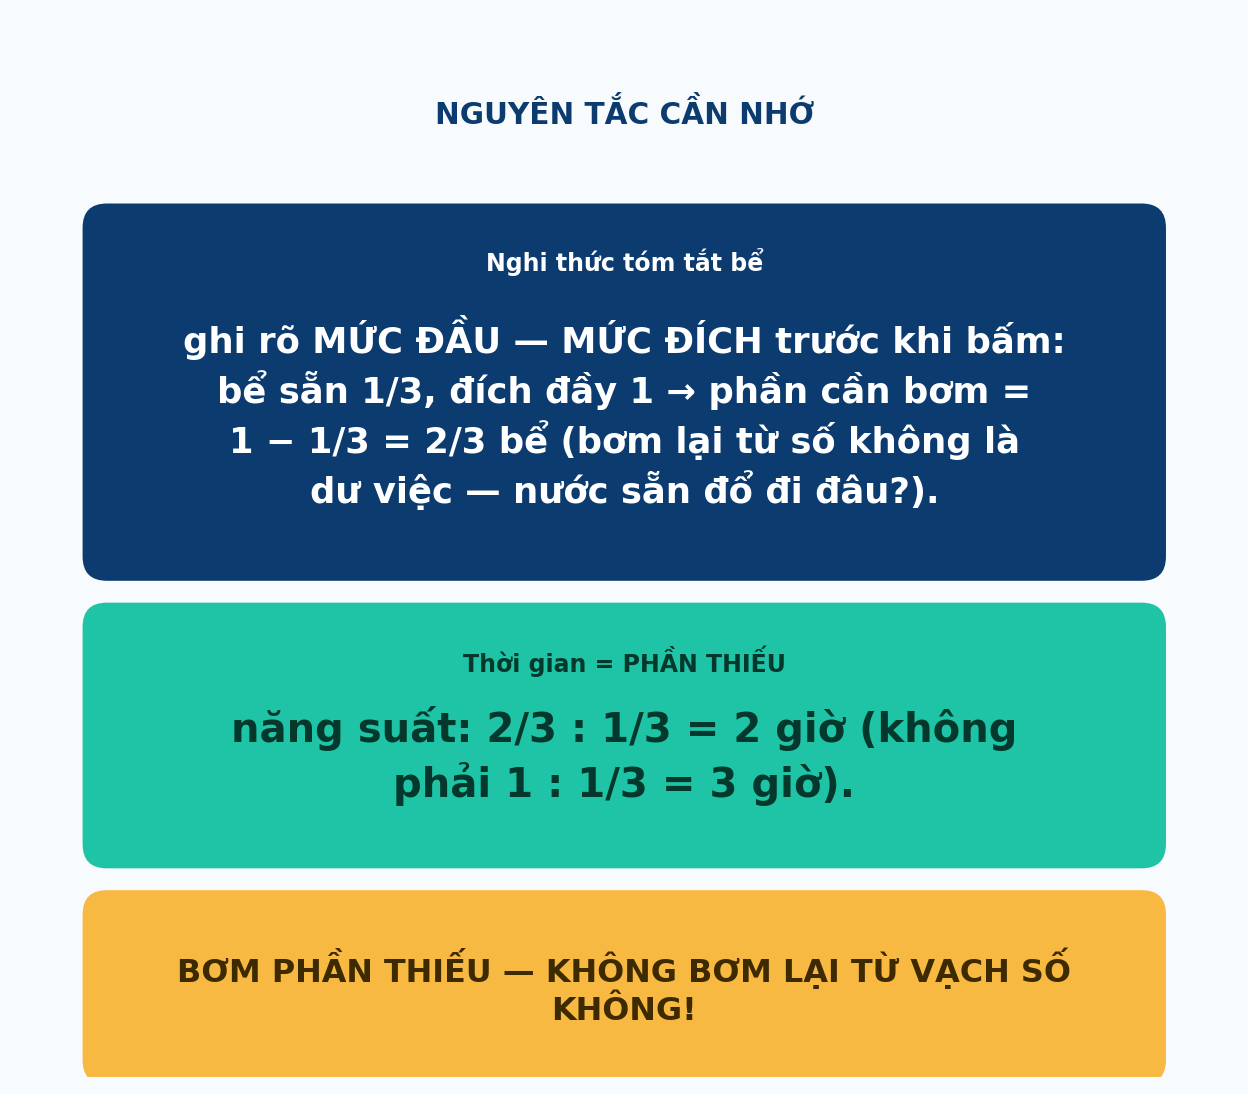 NGUYÊN TẮC CẦN NHỚ
Nghi thức tóm tắt bể
ghi rõ MỨC ĐẦU — MỨC ĐÍCH trước khi bấm:
bể sẵn 1/3, đích đầy 1 → phần cần bơm =
1 − 1/3 = 2/3 bể (bơm lại từ số không là
dư việc — nước sẵn đổ đi đâu?).
Thời gian = PHẦN THIẾU
năng suất: 2/3 : 1/3 = 2 giờ (không
phải 1 : 1/3 = 3 giờ).
BƠM PHẦN THIẾU — KHÔNG BƠM LẠI TỪ VẠCH SỐ
KHÔNG!